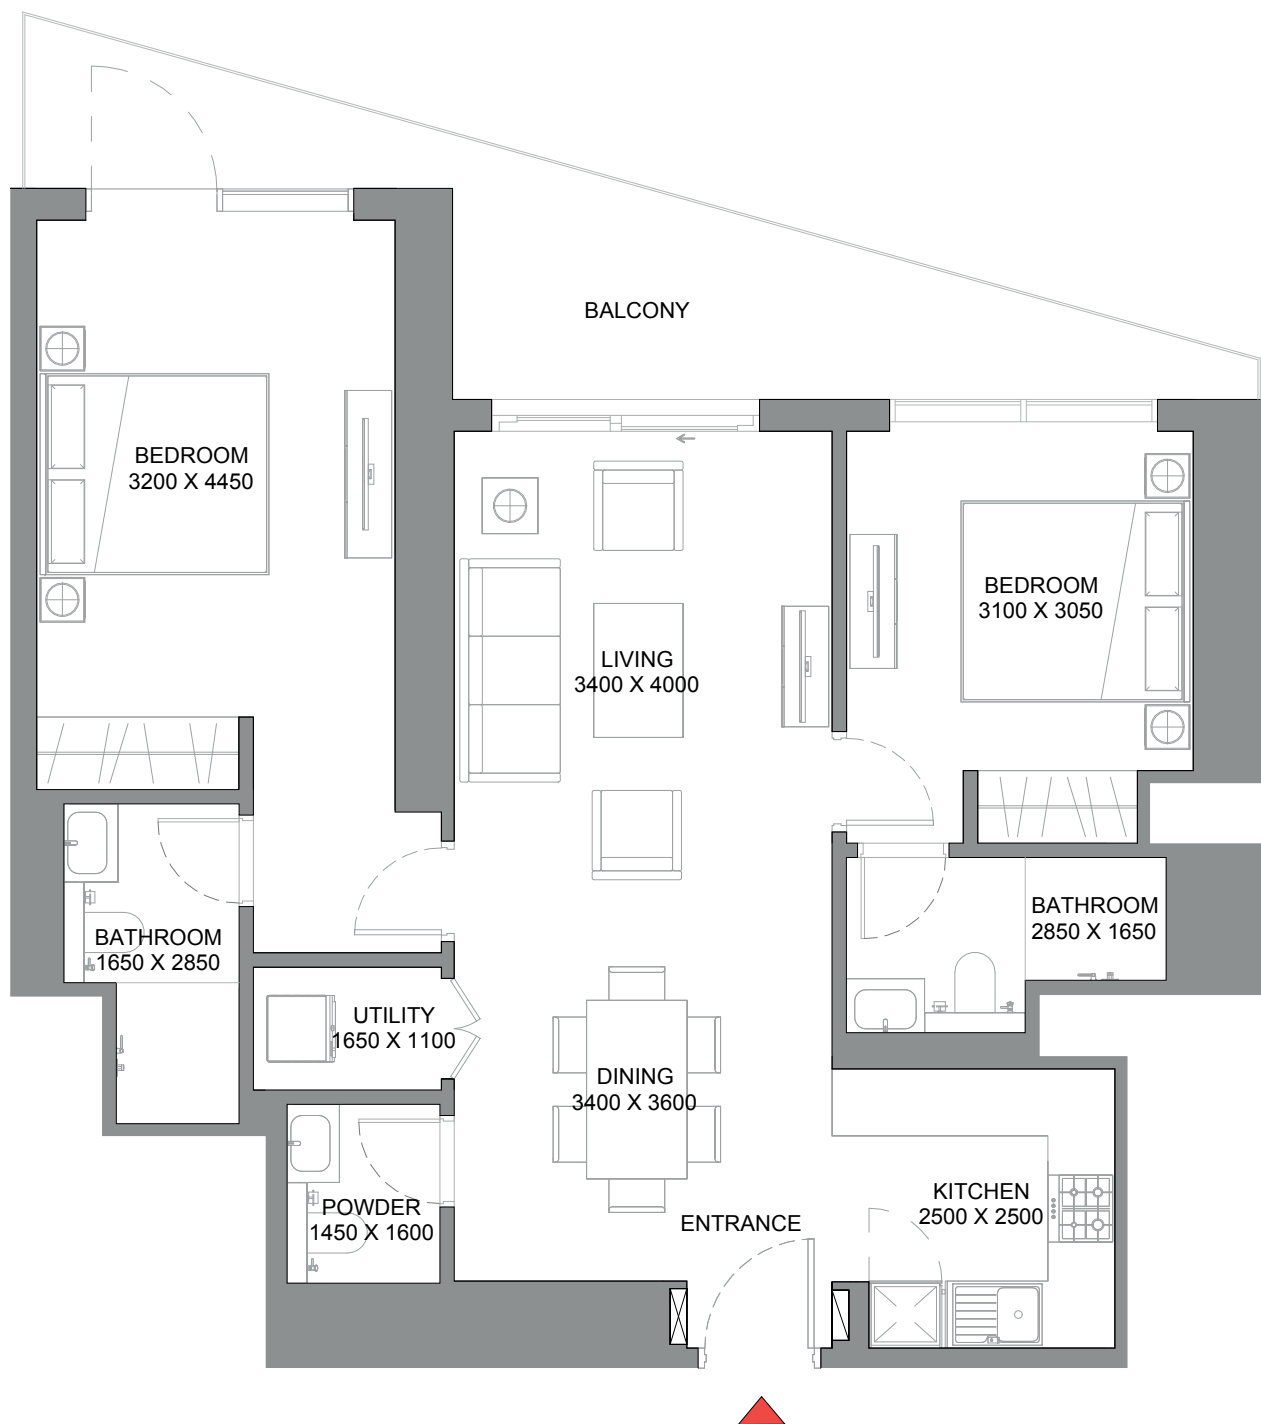 BALCONY
BEDROOM
3200 X 4450
BEDROOM
3100 X 3050
LIVING
3400 X 4000
BATHROOM
2850 X 1650
BATHROOM
1650 X 2850
UTILITY
1650 X 1100
DINING
3400 X 3600
KITCHEN
2500 X 2500
POWDER
1450 X 1600
ENTRANCE